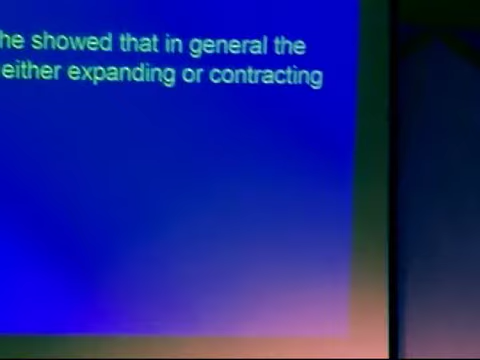 he showed that in general the
either expanding or contracting